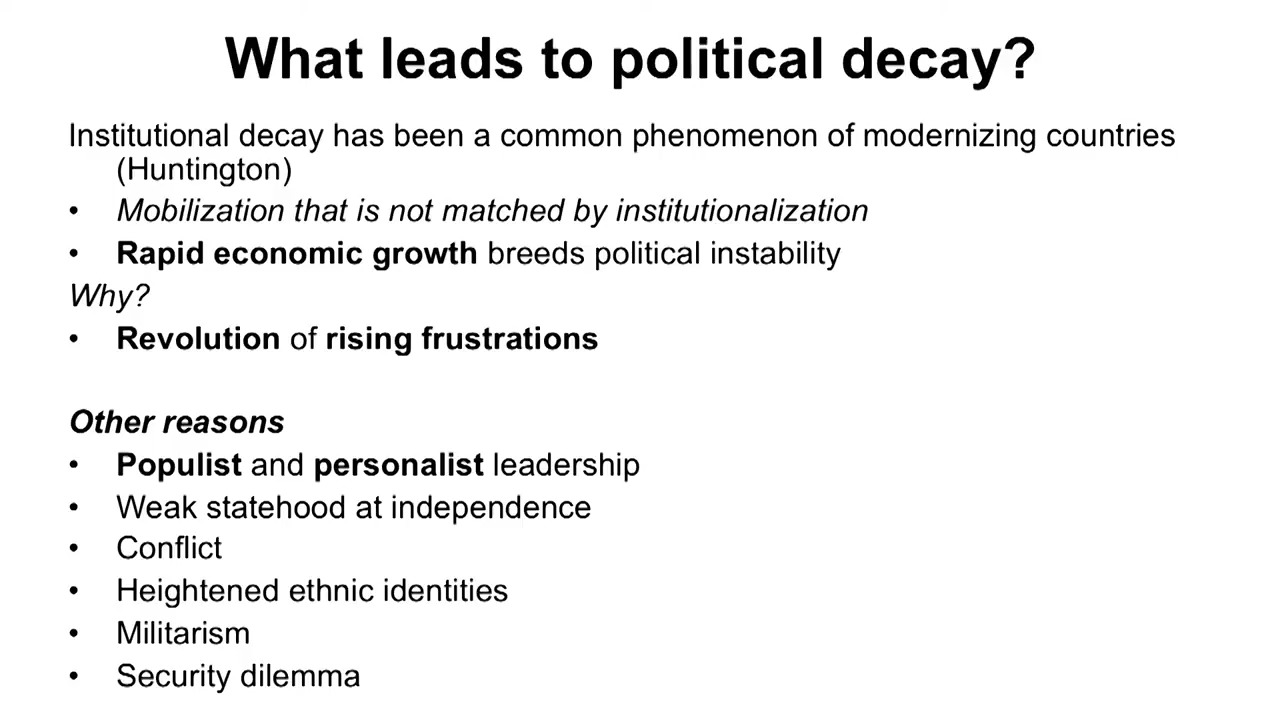 What leads to political decay?
Institutional decay has been a common phenomenon of modernizing countries
(Huntington)
• Mobilization that is not matched by institutionalization
• Rapid economic growth breeds political instability
Why?
• Revolution of rising frustrations
Other reasons
• Populist and personalist leadership
• Weak statehood at independence
• Conflict
• Heightened ethnic identities
• Militarism
• Security dilemma